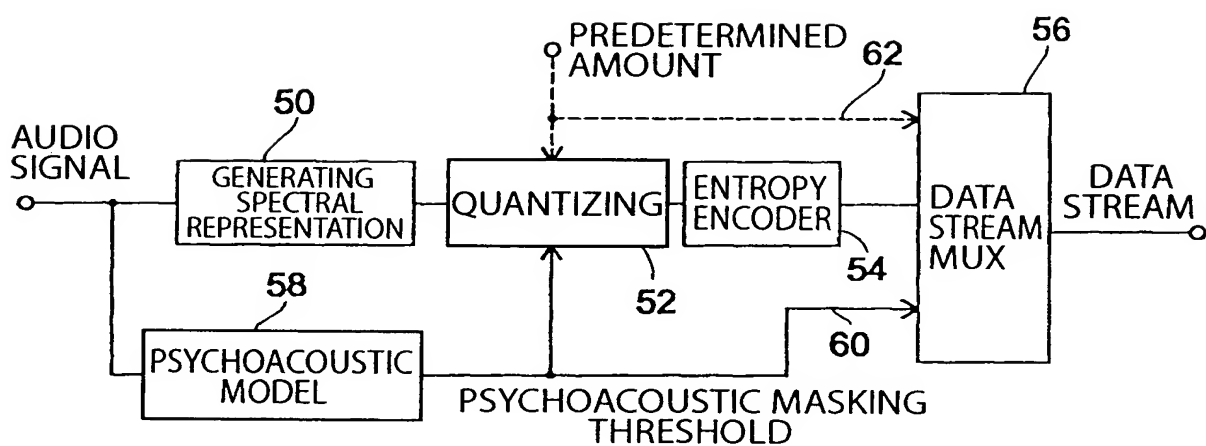 PREDETERMINED
AMOUNT
56
62
50
AUDIO
SIGNAL
GENERATING
SPECTRAL
REPRESENTATION
QUANTIZING
ENTROPY
ENCODER
DATA
STREAM
MUX
DATA
STREAM
54
52
58
60
PSYCHOACOUSTIC
MODEL
PSYCHOACOUSTIC MASKING
THRESHOLD